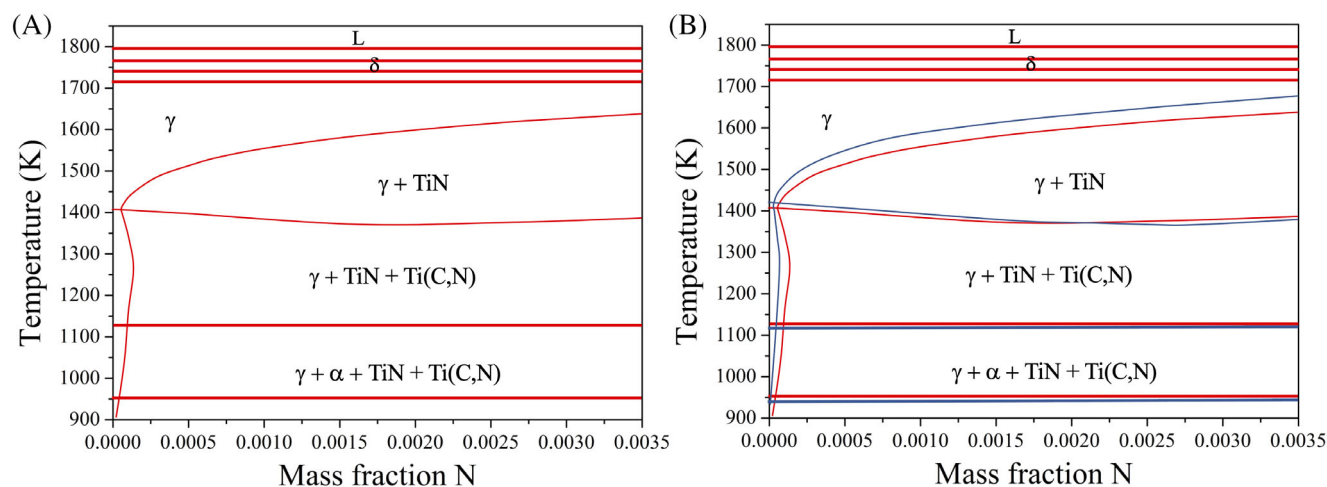 (A)
1800
1700
1600
1500
1400
1300
1200
1100
1000
900
Temperature (K)
L
δ
γ
γ + TiN
γ + TiN + Ti(C,N)
γ + α + TiN + Ti(C,N)
0.0000 0.0005 0.0010 0.0015 0.0020 0.0025 0.0030 0.0035
Mass fraction N
(B)
1800
1700
1600
1500
1400
1300
1200
1100
1000
900
Temperature (K)
L
δ
γ
γ + TiN
γ + TiN + Ti(C,N)
γ + α + TiN + Ti(C,N)
0.0000 0.0005 0.0010 0.0015 0.0020 0.0025 0.0030 0.0035
Mass fraction N